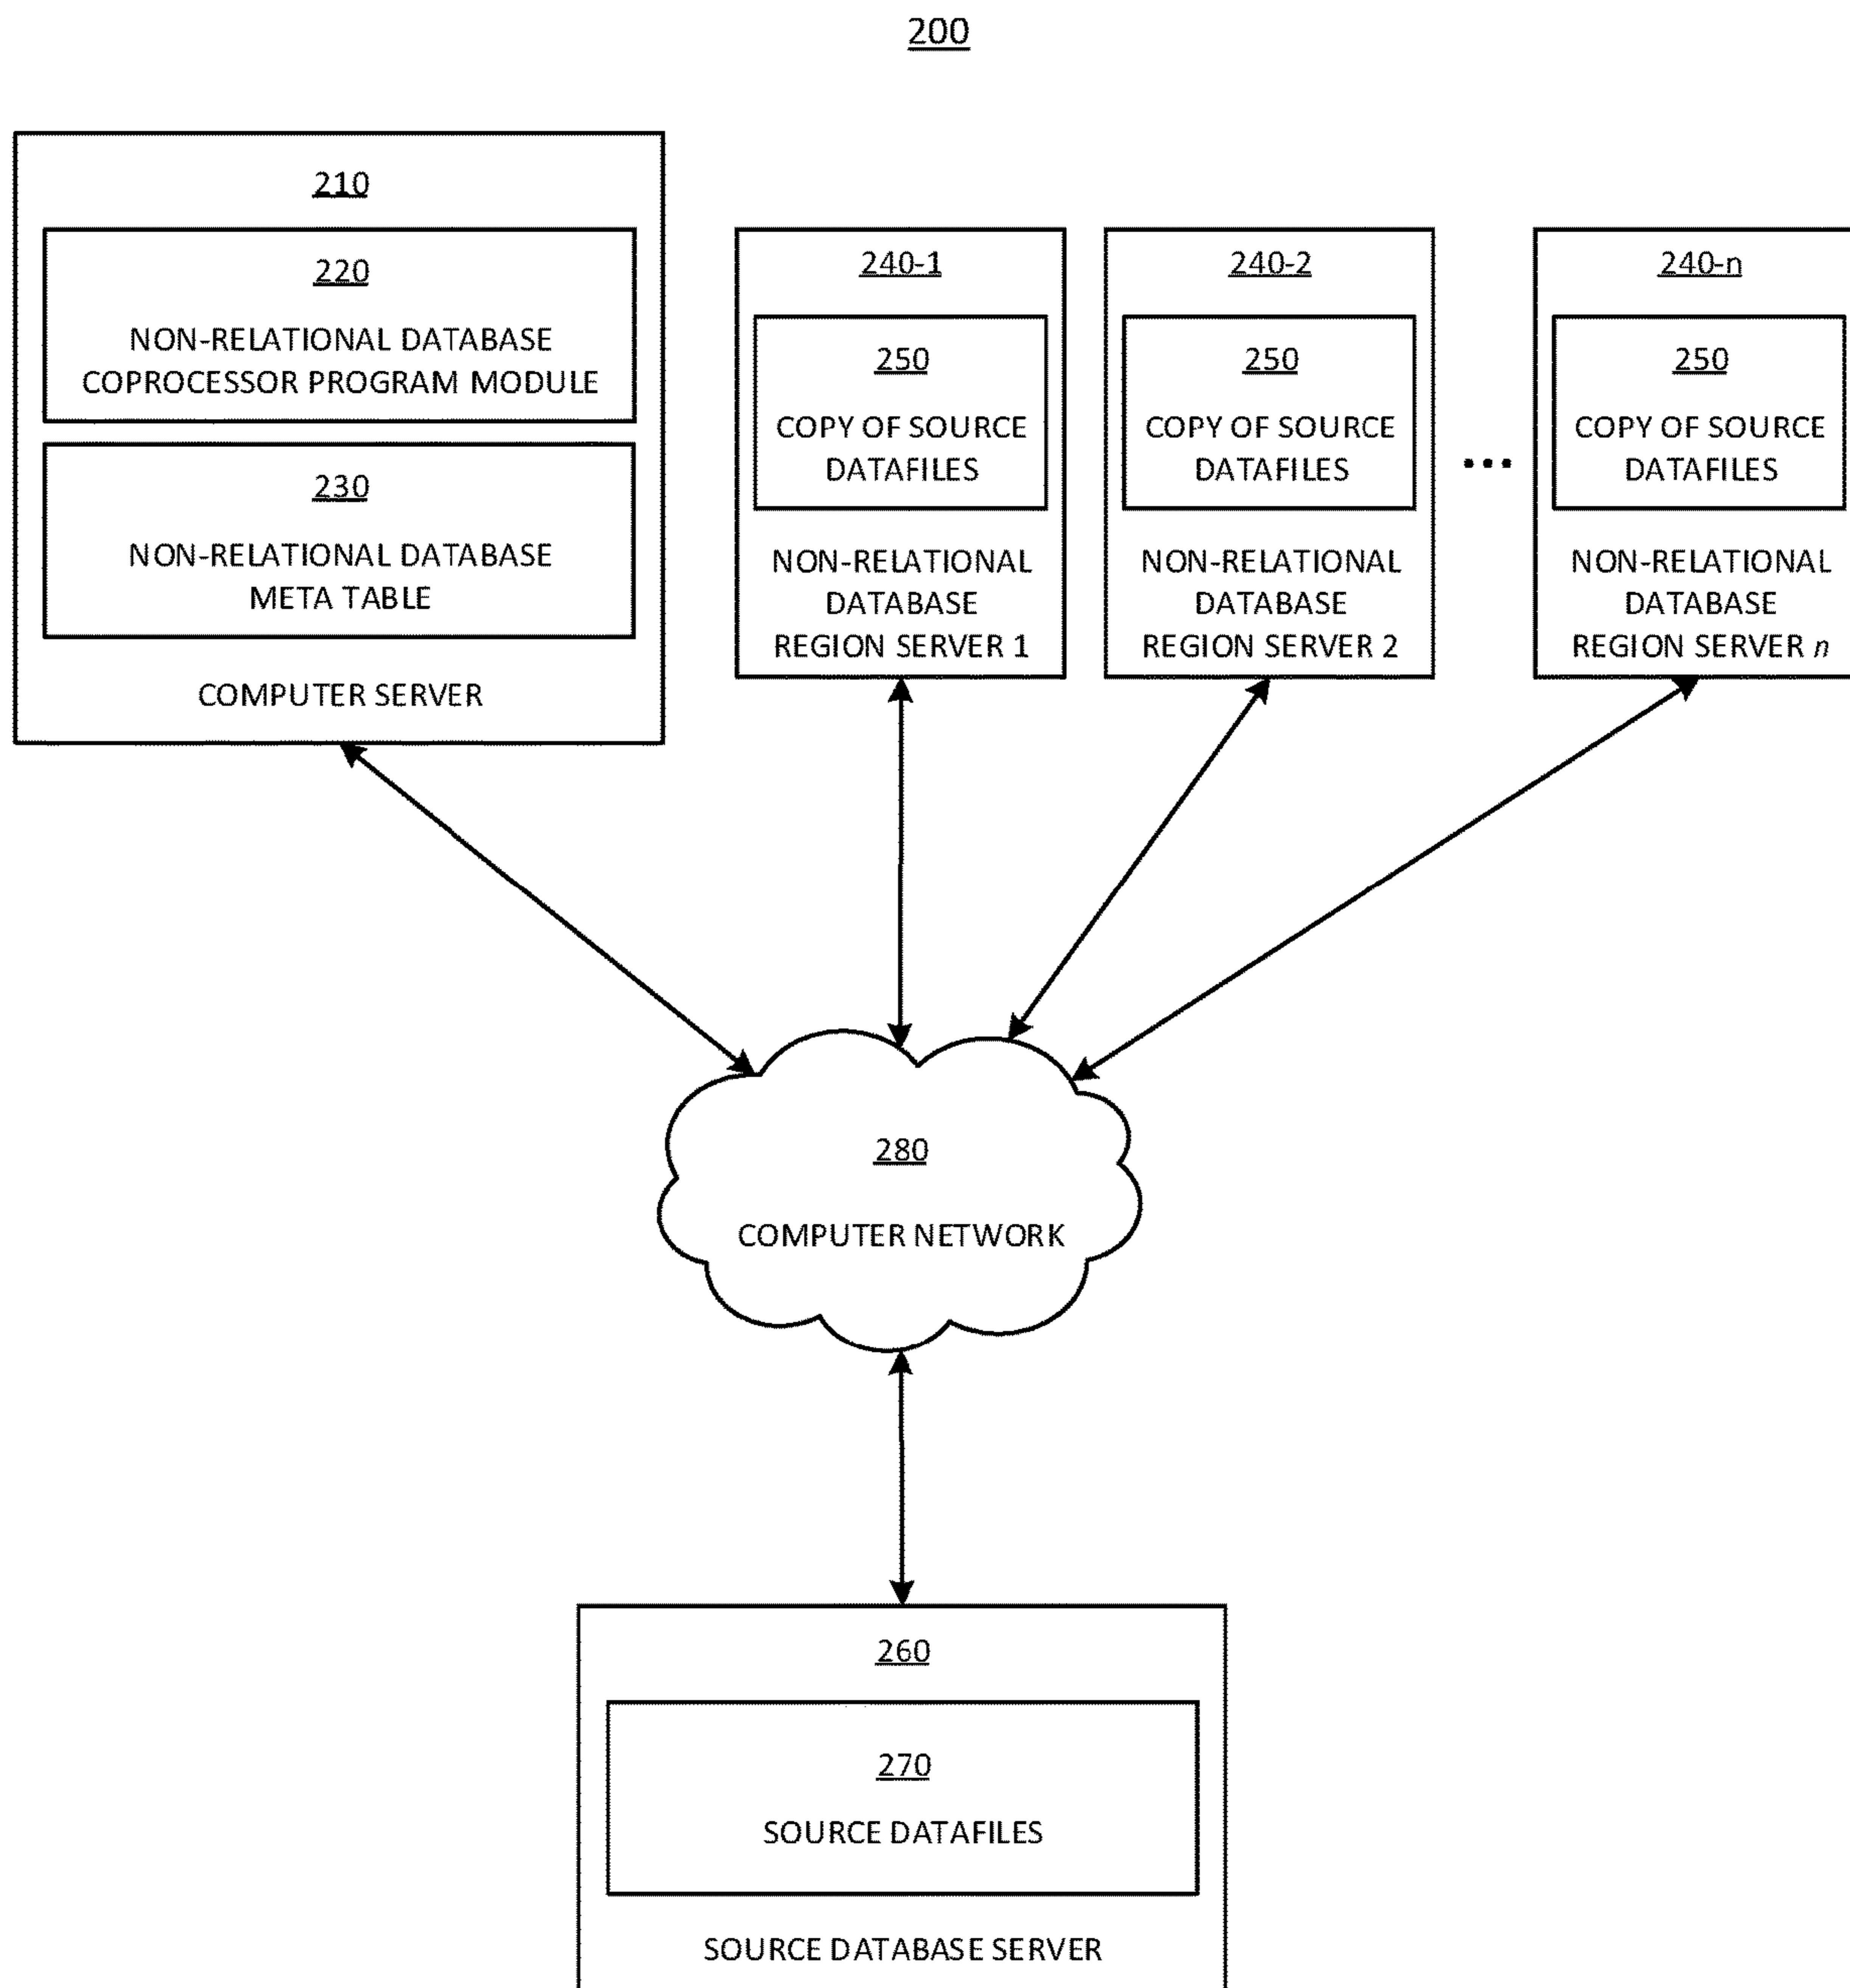 200
210
220
NON-RELATIONAL DATABASE
COPROCESSOR PROGRAM MODULE
230
NON-RELATIONAL DATABASE
META TABLE
COMPUTER SERVER
240-1
250
COPY OF SOURCE
DATAFILES
NON-RELATIONAL
DATABASE
REGION SERVER 1
240-2
250
COPY OF SOURCE
DATAFILES
NON-RELATIONAL
DATABASE
REGION SERVER 2
...
240-n
250
COPY OF SOURCE
DATAFILES
NON-RELATIONAL
DATABASE
REGION SERVER n
280
COMPUTER NETWORK
260
270
SOURCE DATAFILES
SOURCE DATABASE SERVER